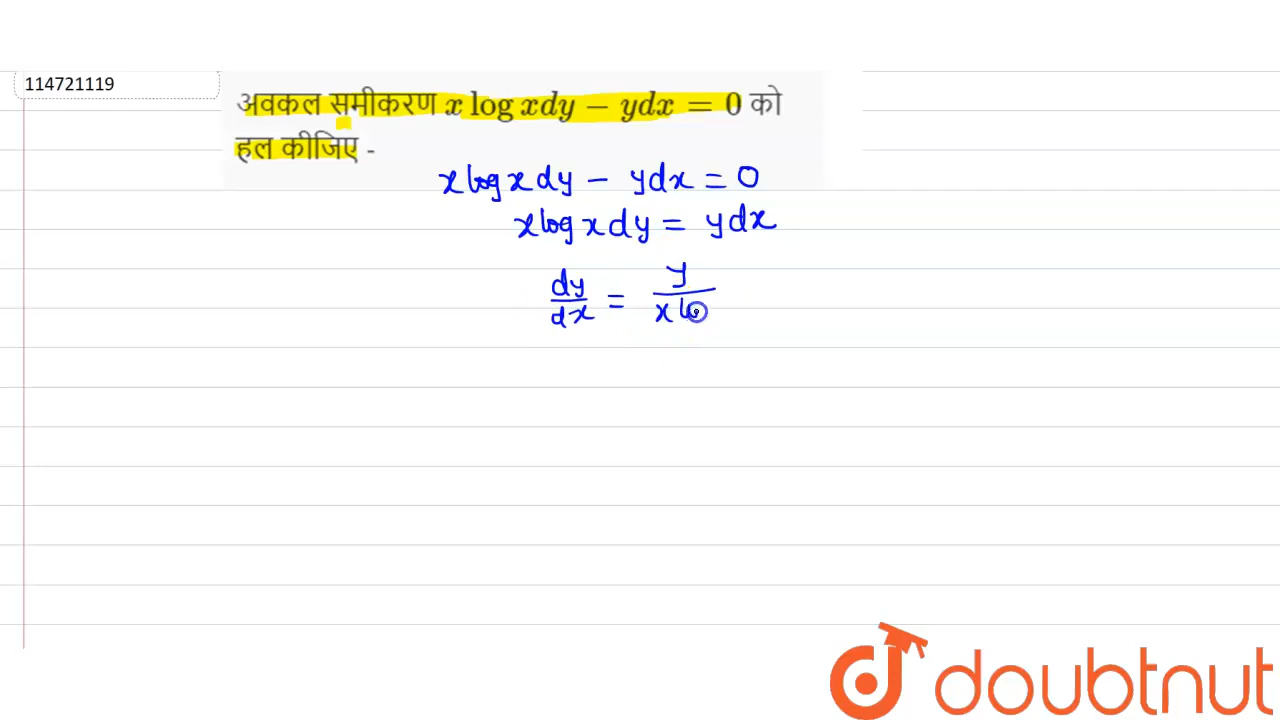 114721119
अवकल समीकरण x log xdy − ydx = 0 को
हल कीजिए -
x log x dy − ydx = 0
x log x dy = y dx
dy/dx = y/x lo
doubtnut